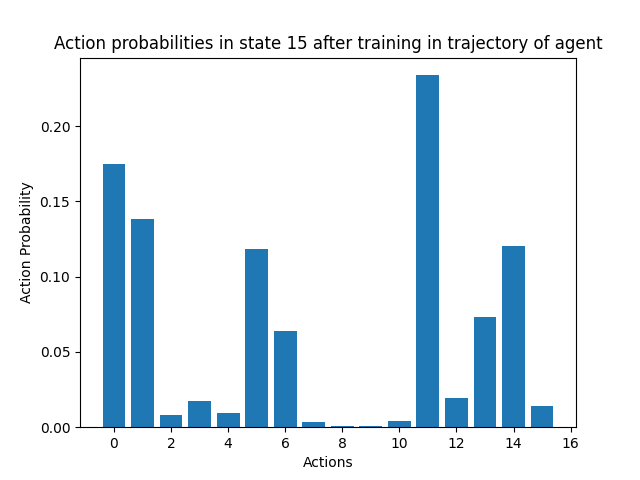 Action probabilities in state 15 after training in trajectory of agent
Action Probability
0.20
0.15
0.10
0.05
0.00
0 2 4 6 8 10 12 14 16
Actions